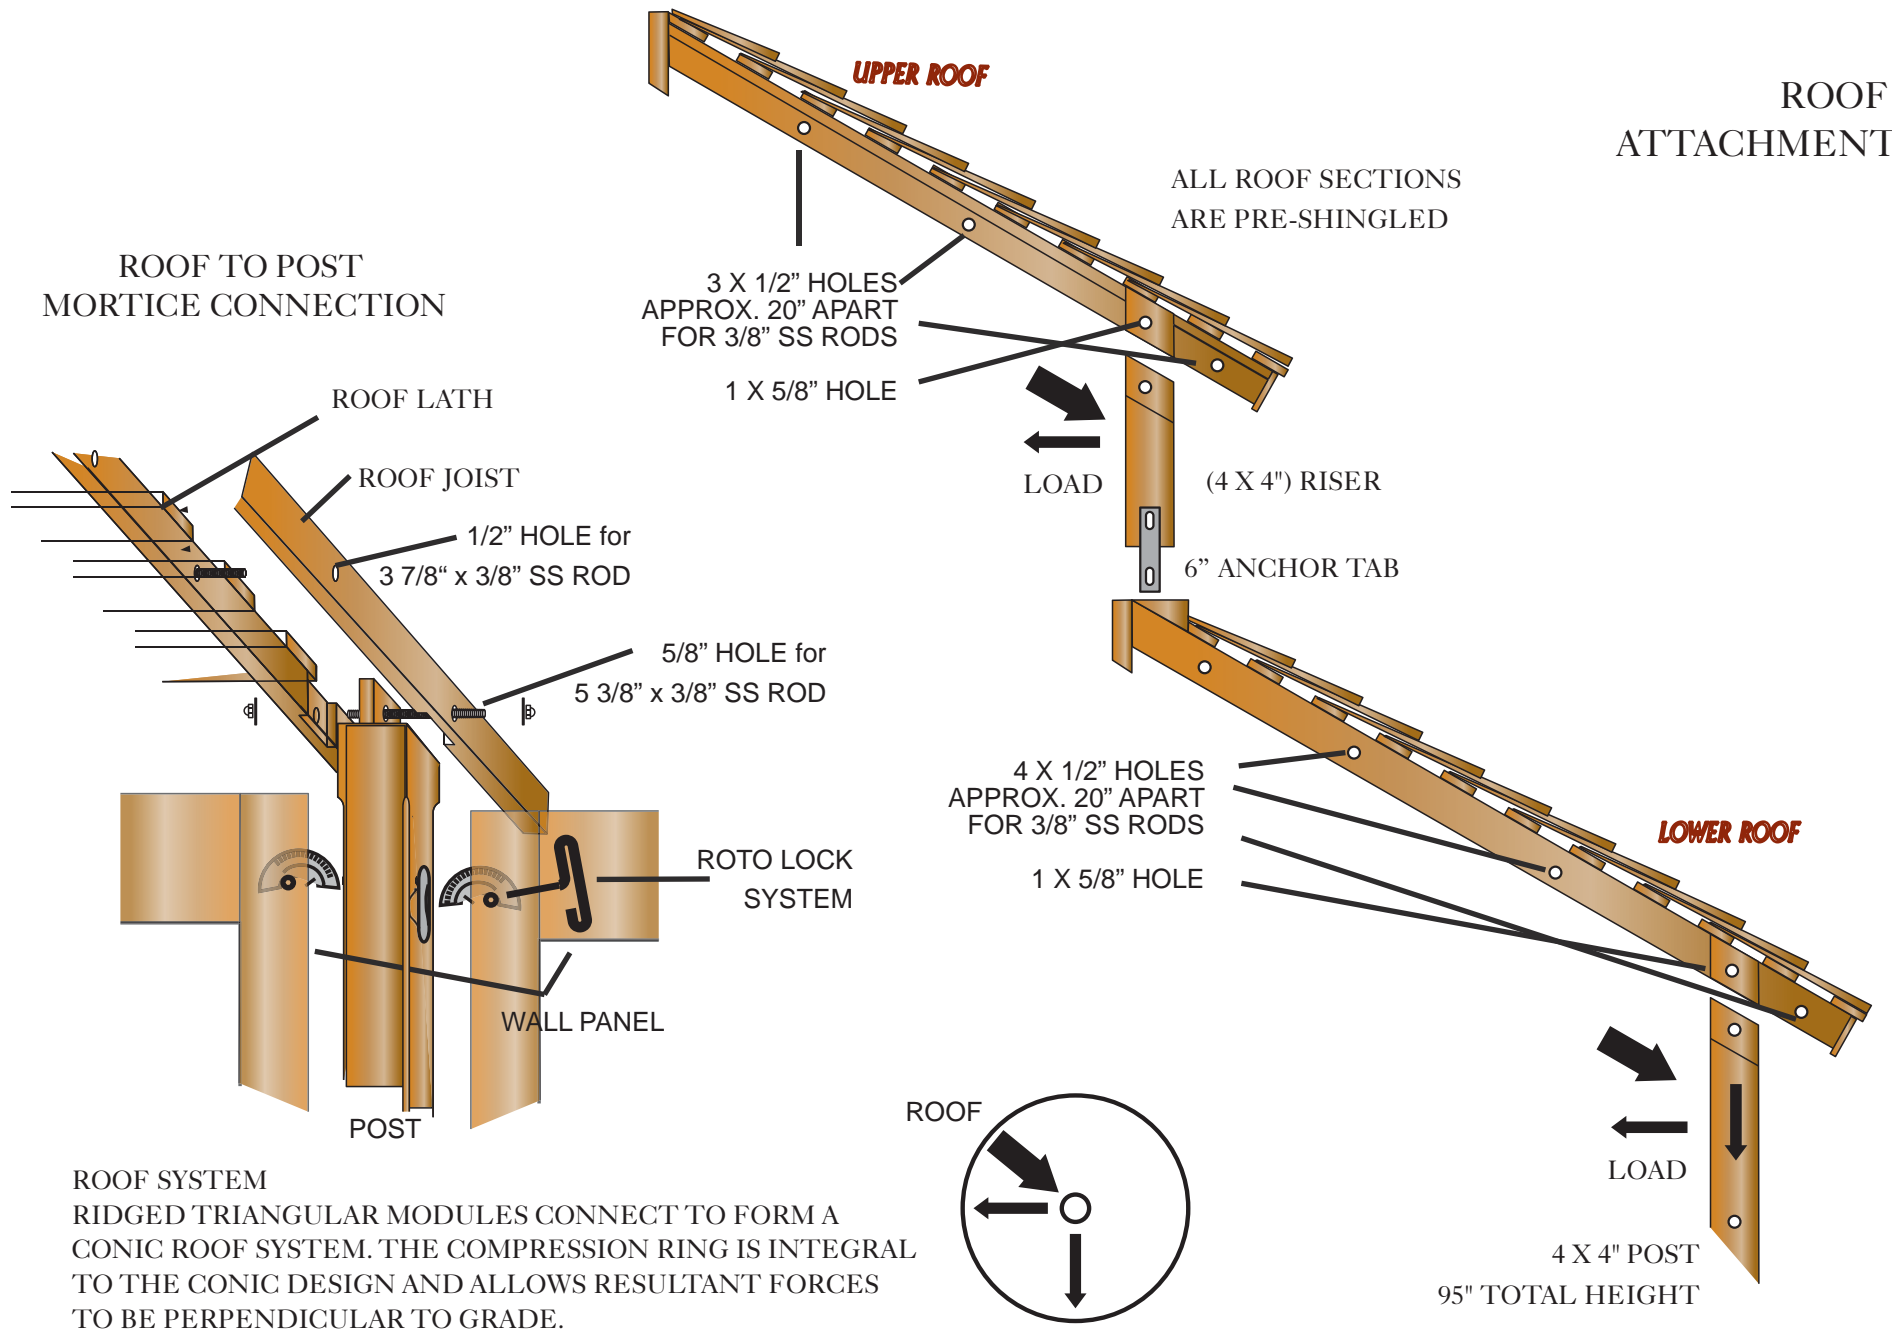 UPPER ROOF
ROOF
ATTACHMENT
ALL ROOF SECTIONS
ARE PRE-SHINGLED
ROOF TO POST
MORTICE CONNECTION
3 X 1/2” HOLES
APPROX. 20” APART
FOR 3/8” SS RODS
1 X 5/8” HOLE
ROOF LATH
ROOF JOIST
LOAD
(4 X 4") RISER
1/2” HOLE for
3 7/8“ x 3/8” SS ROD
6” ANCHOR TAB
5/8” HOLE for
5 3/8” x 3/8” SS ROD
4 X 1/2” HOLES
APPROX. 20” APART
FOR 3/8” SS RODS
1 X 5/8” HOLE
LOWER ROOF
ROTO LOCK
SYSTEM
WALL PANEL
POST
ROOF
LOAD
4 X 4" POST
95" TOTAL HEIGHT
ROOF SYSTEM
RIDGED TRIANGULAR MODULES CONNECT TO FORM A
CONIC ROOF SYSTEM. THE COMPRESSION RING IS INTEGRAL
TO THE CONIC DESIGN AND ALLOWS RESULTANT FORCES
TO BE PERPENDICULAR TO GRADE.